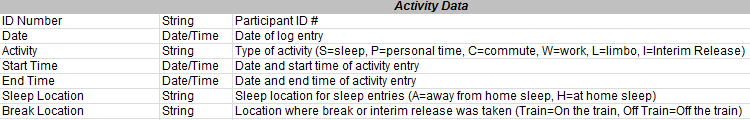 Activity Data
ID Number String Participant ID #
Date Date/Time Date of log entry
Activity String Type of activity (S=sleep, P=personal time, C=commute, W=work, L=limbo, I=Interim Release)
Start Time Date/Time Date and start time of activity entry
End Time Date/Time Date and end time of activity entry
Sleep Location String Sleep location for sleep entries (A=away from home sleep, H=at home sleep)
Break Location String Location where break or interim release was taken (Train=On the train, Off Train=Off the train)